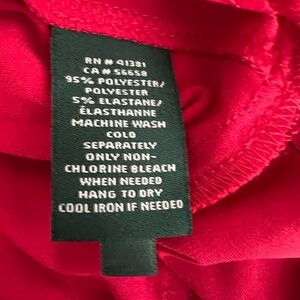 RN # 41381
CA # 56658
95% POLYESTER/
POLYESTER
5% ELASTANE/
ÉLASTHANNE
MACHINE WASH
COLD
SEPARATELY
ONLY NON-
CHLORINE BLEACH
WHEN NEEDED
HANG TO DRY
COOL IRON IF NEEDED